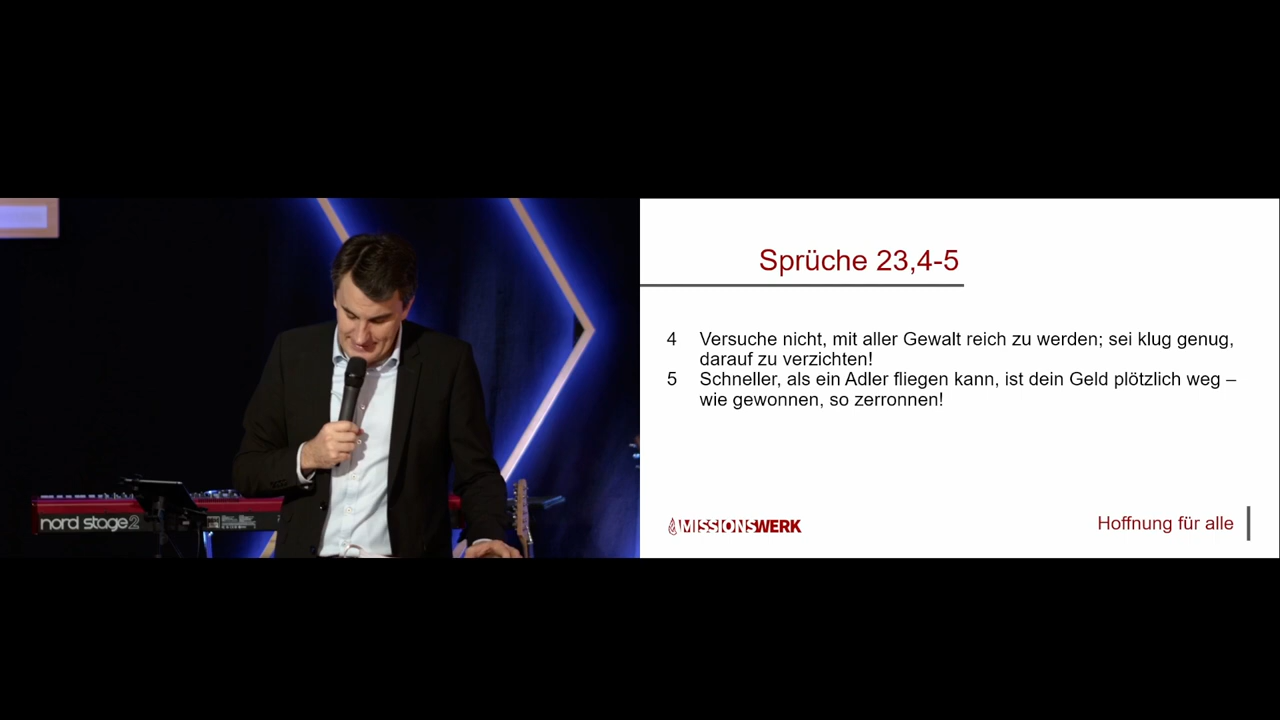 nord stage 2
Sprüche 23,4-5
4 Versuche nicht, mit aller Gewalt reich zu werden; sei klug genug,
darauf zu verzichten!
5 Schneller, als ein Adler fliegen kann, ist dein Geld plötzlich weg –
wie gewonnen, so zerronnen!
MISSIONSWERK
Hoffnung für alle